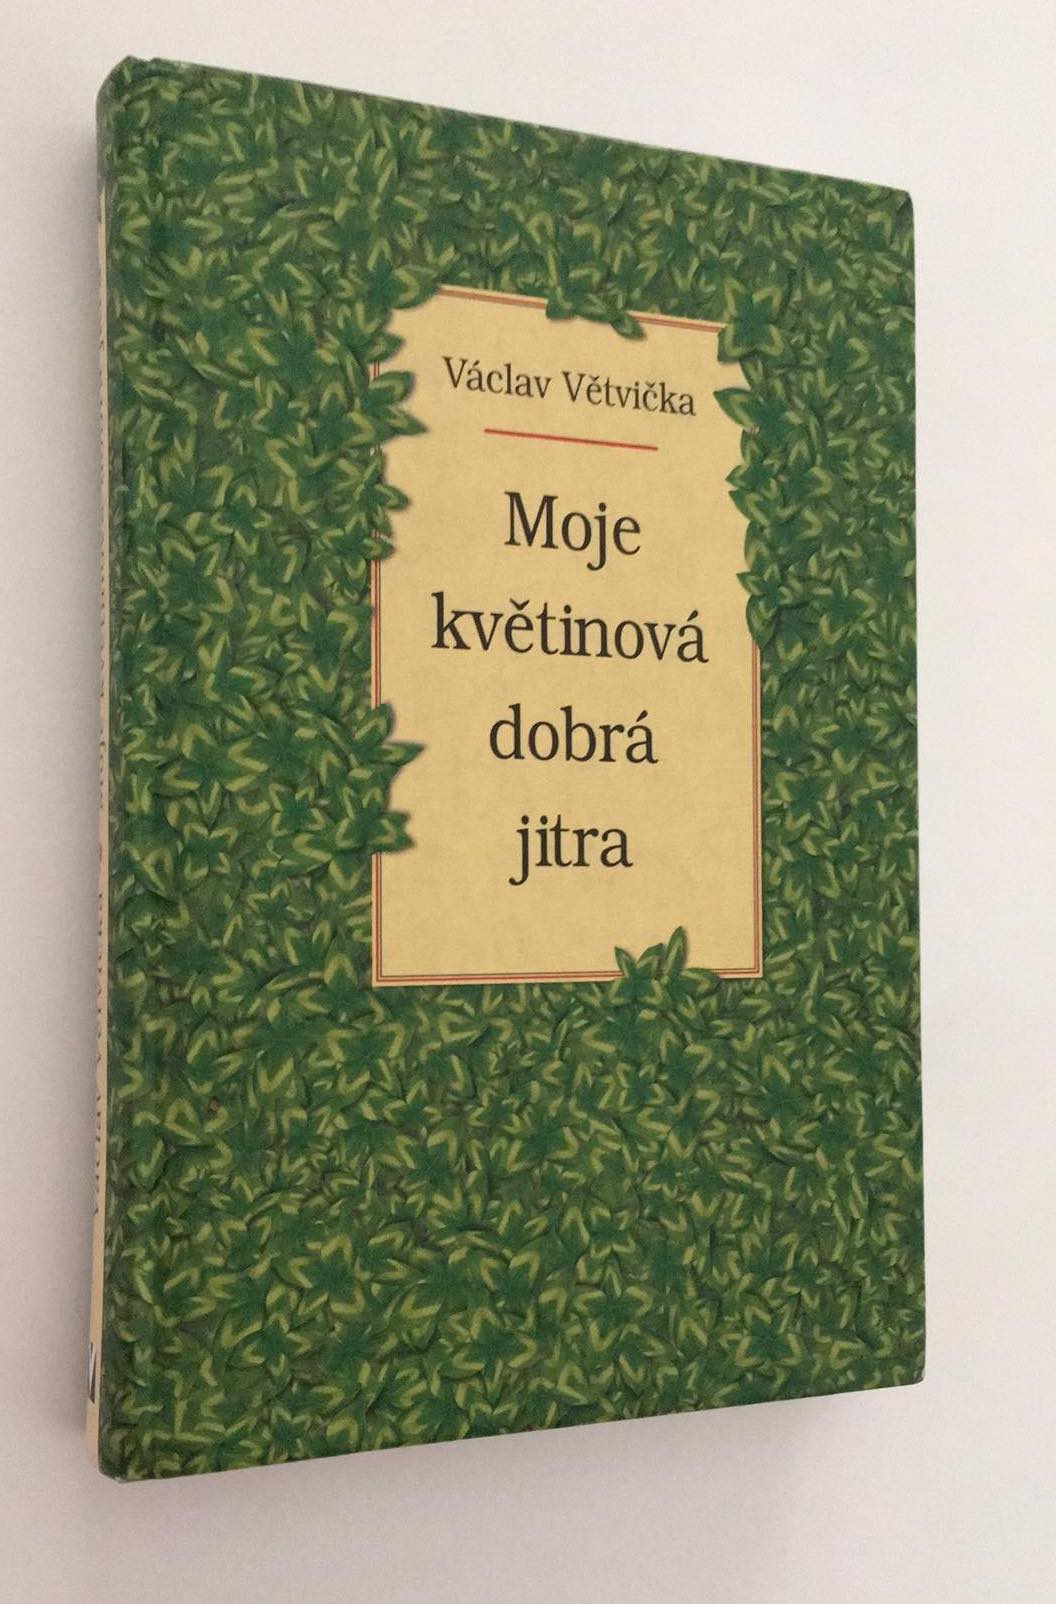 Václav Větvička
Moje
květinová
dobrá
jitra